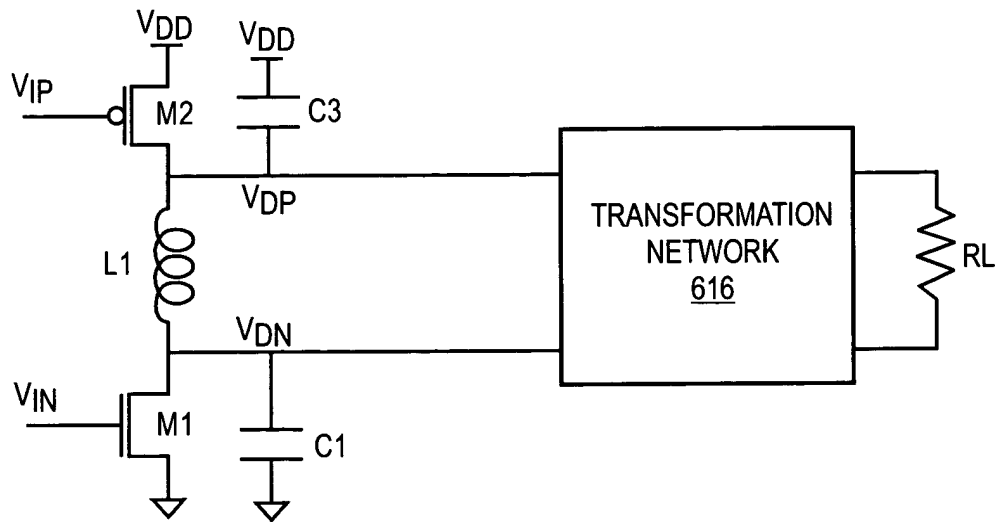 VDD
VDD
VIP
M2
C3
VDP
TRANSFORMATION
NETWORK
616
RL
L1
VDN
VIN
M1
C1